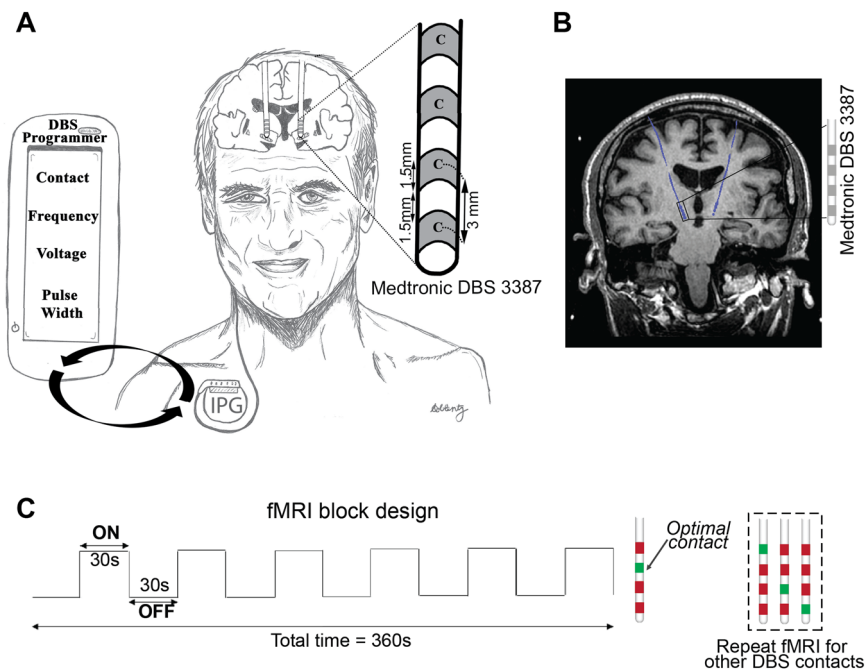 A
DBS
Programmer
Contact
Frequency
Voltage
Pulse
Width
IPG
C
C
C
C
1.5mm
1.5mm
3 mm
Medtronic DBS 3387
B
Medtronic DBS 3387
C
fMRI block design
ON
30s
30s
OFF
Total time = 360s
Optimal
contact
Repeat fMRI for
other DBS contacts